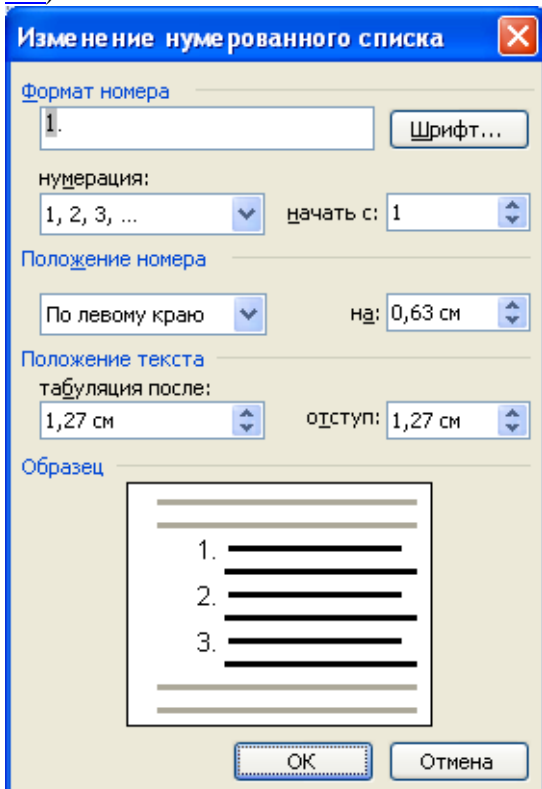 Изменение нумерованного списка
Формат номера
1.
Шрифт...
нумерация:
1, 2, 3, ...
начать с: 1
Положение номера
По левому краю
на: 0,63 см
Положение текста
табуляция после:
1,27 см
отступ: 1,27 см
Образец
1.
2.
3.
ОК
Отмена